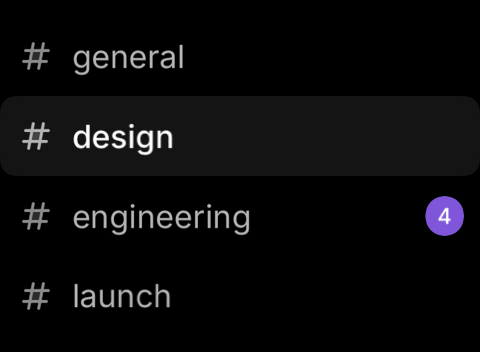 # general
# design
# engineering 4
# launch